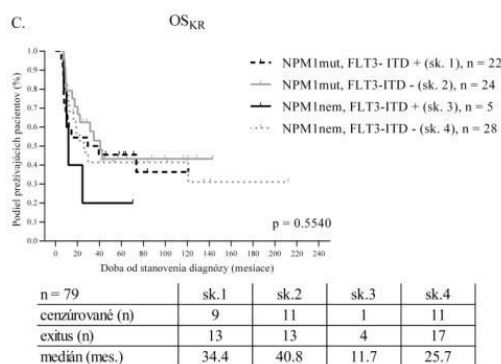 C.
OS_KR
NPM1mut, FLT3- ITD + (sk. 1), n = 22
NPM1mut, FLT3-ITD - (sk. 2), n = 24
NPM1nem, FLT3-ITD + (sk. 3), n = 5
NPM1nem, FLT3-ITD - (sk. 4), n = 28
Podiel prežívajúcich pacientov (%)
1.0
0.9
0.8
0.7
0.6
0.5
0.4
0.3
0.2
0.1
0.0
p = 0.5540
0 20 40 60 80 100 120 140 160 180 200 220 240
Doba od stanovenia diagnózy (mesiace)
n = 79 sk.1 sk.2 sk.3 sk.4
cenzúrované (n) 9 11 1 11
exitus (n) 13 13 4 17
medián (mes.) 34.4 40.8 11.7 25.7